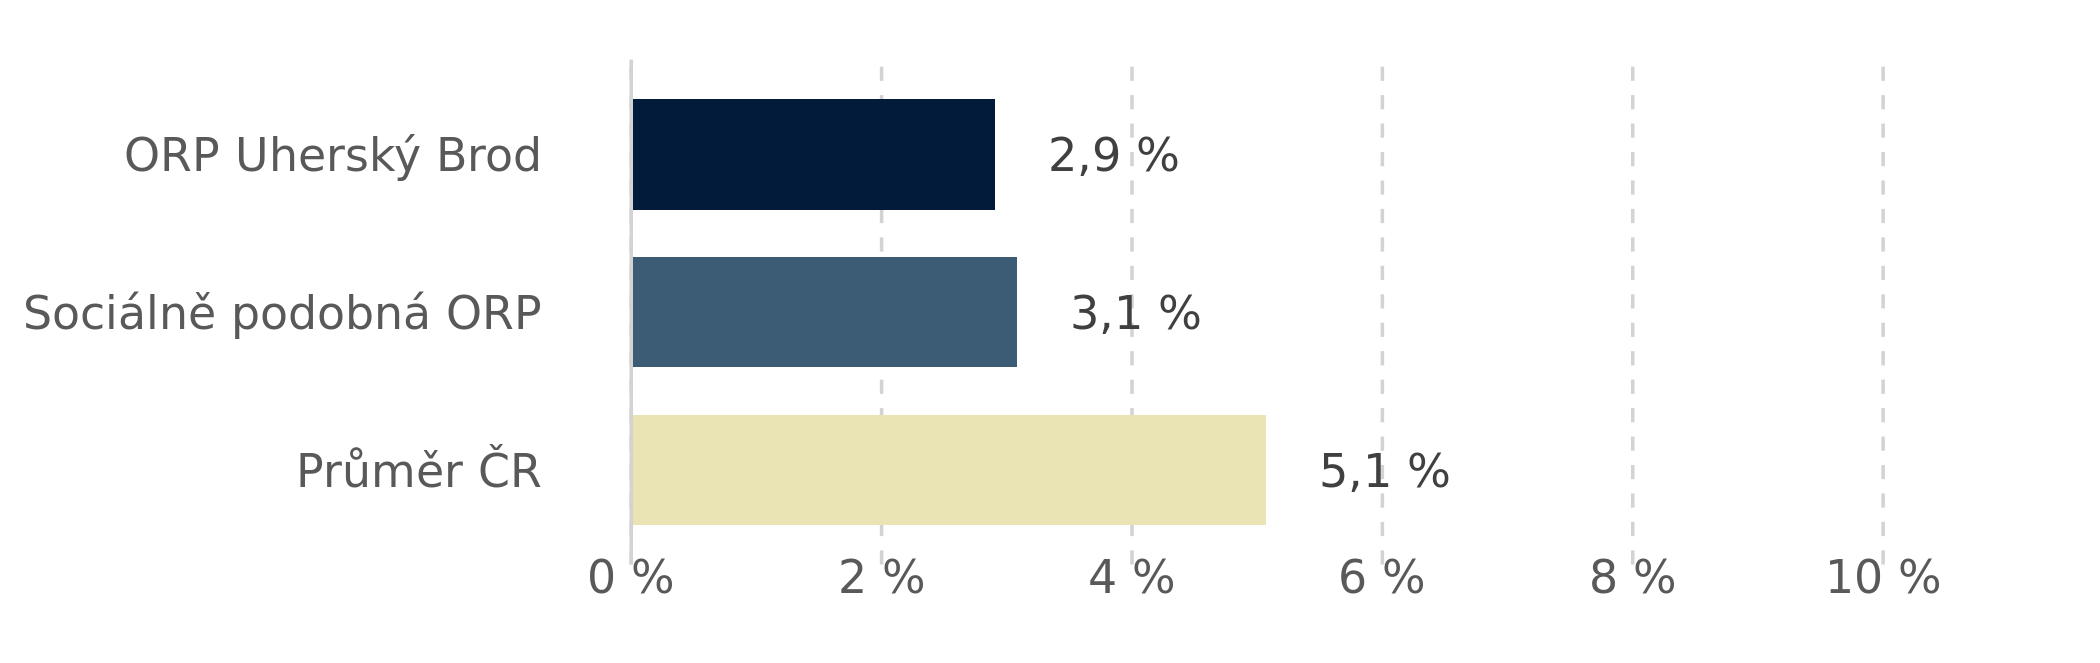 ORP Uherský Brod 2,9 %
Sociálně podobná ORP 3,1 %
Průměr ČR 5,1 %
0 % 2 % 4 % 6 % 8 % 10 %